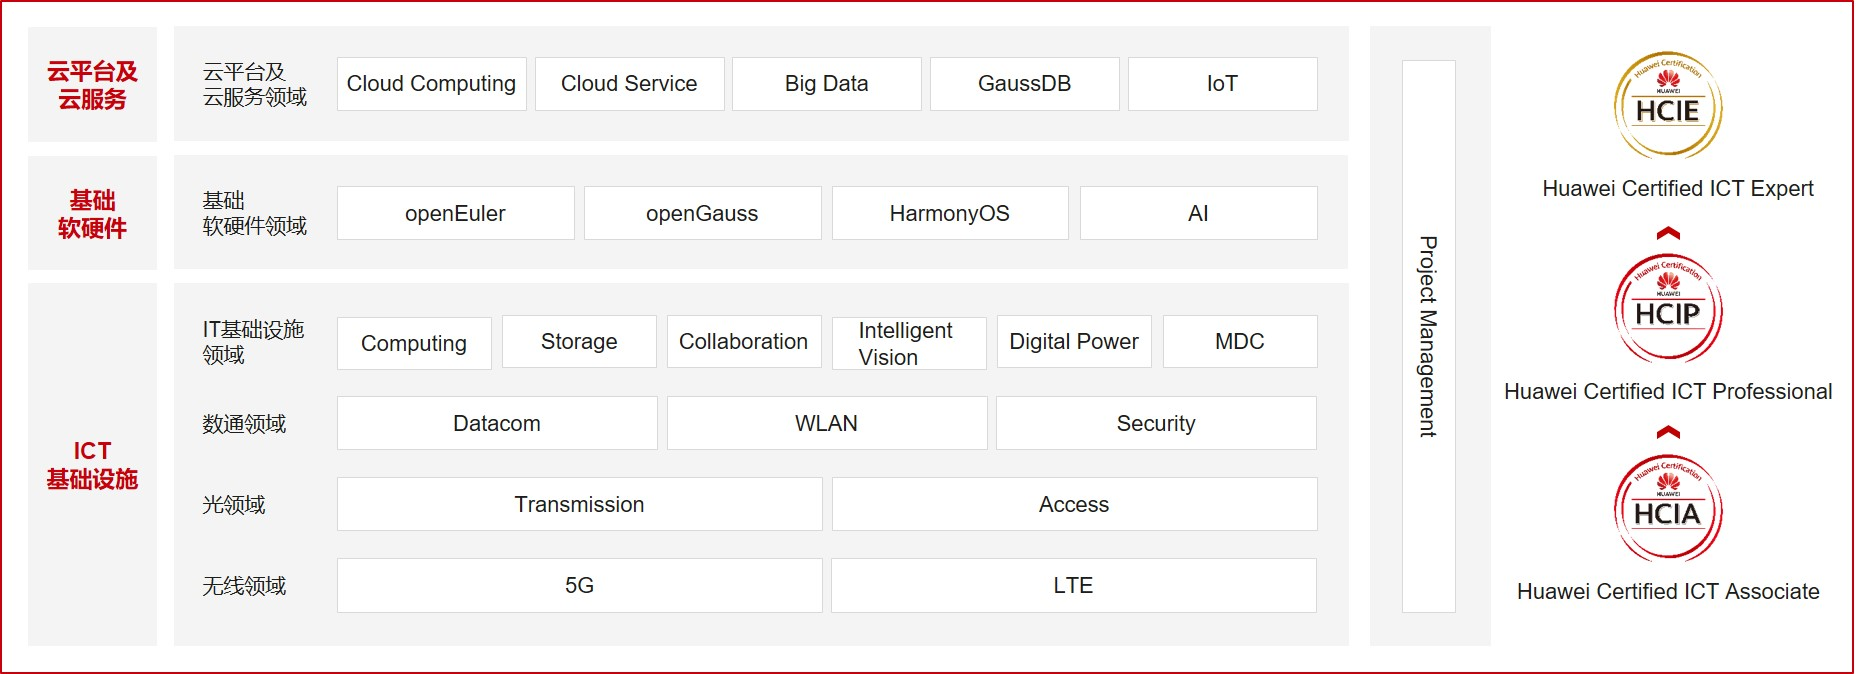 云平台及
云服务
云平台及
云服务领域
Cloud Computing
Cloud Service
Big Data
GaussDB
IoT
基础
软硬件
基础
软硬件领域
openEuler
openGauss
HarmonyOS
AI
ICT
基础设施
IT基础设施
领域
Computing
Storage
Collaboration
Intelligent
Vision
Digital Power
MDC
数通领域
Datacom
WLAN
Security
光领域
Transmission
Access
无线领域
5G
LTE
Project Management
Huawei Certification
HUAWEI
HCIE
Huawei Certified ICT Expert
Huawei Certification
HUAWEI
HCIP
Huawei Certified ICT Professional
Huawei Certification
HUAWEI
HCIA
Huawei Certified ICT Associate